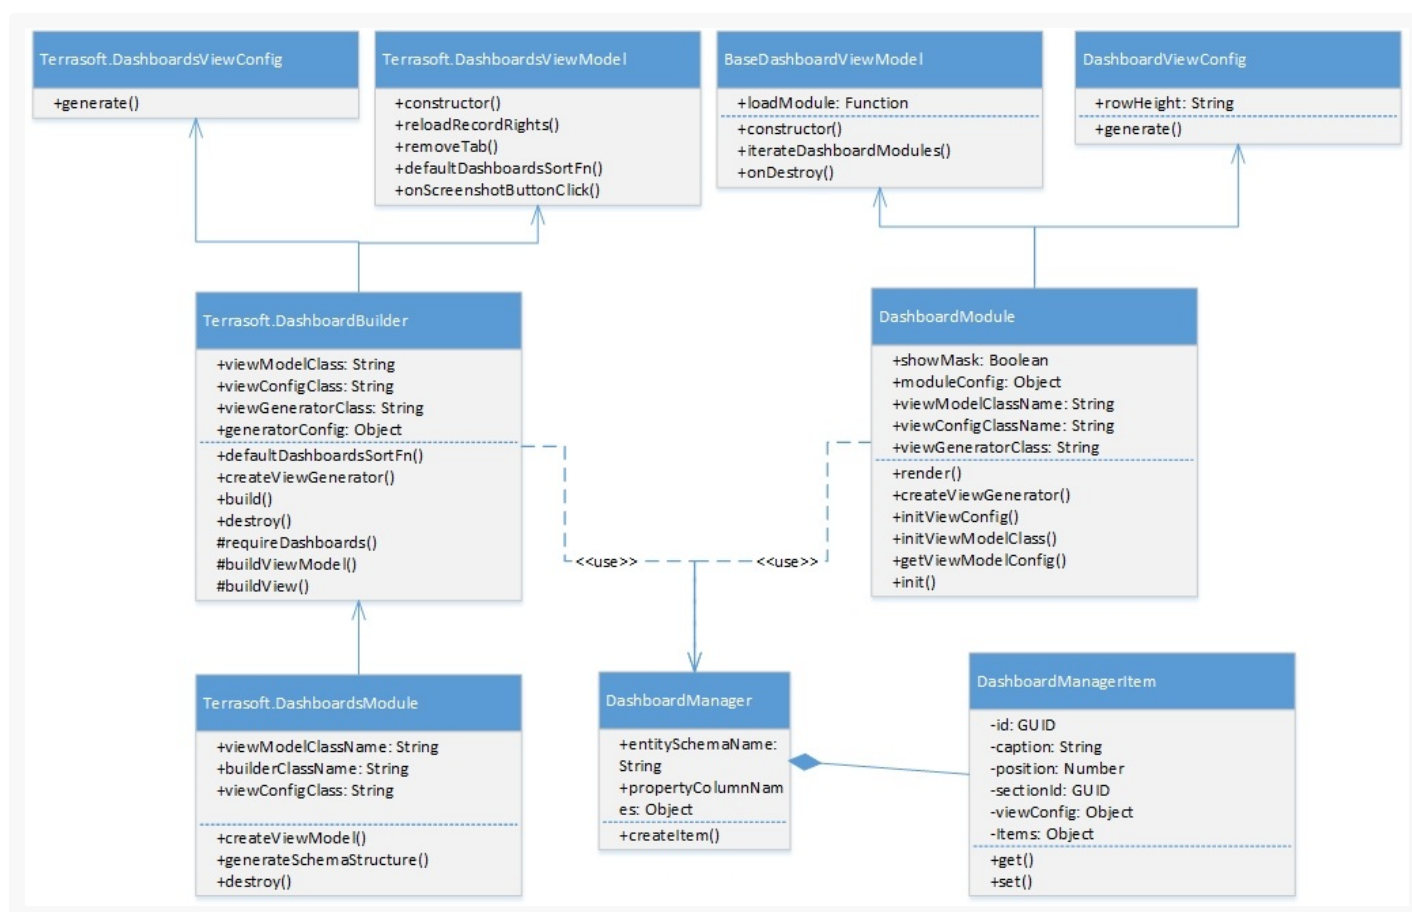 Terrasoft.DashboardsViewConfig
+generate()
Terrasoft.DashboardsViewModel
+constructor()
+reloadRecordRights()
+removeTab()
+defaultDashboardsSortFn()
+onScreenshotButtonClick()
BaseDashboardViewModel
+loadModule: Function
+constructor()
+iterateDashboardModules()
+onDestroy()
DashboardViewConfig
+rowHeight: String
+generate()
Terrasoft.DashboardBuilder
+viewModelClass: String
+viewConfigClass: String
+viewGeneratorClass: String
+generatorConfig: Object
+defaultDashboardsSortFn()
+createViewGenerator()
+build()
+destroy()
#requireDashboards()
#buildViewModel()
#buildView()
DashboardModule
+showMask: Boolean
+moduleConfig: Object
+viewModelClassName: String
+viewConfigClassName: String
+viewGeneratorClass: String
+render()
+createViewGenerator()
+initViewConfig()
+initViewModelClass()
+getViewModelConfig()
+init()
<<use>>
<<use>>
Terrasoft.DashboardsModule
+viewModelClassName: String
+builderClassName: String
+viewConfigClass: String
+createViewModel()
+generateSchemaStructure()
+destroy()
DashboardManager
+entitySchemaName:
String
+propertyColumnNam
es: Object
+createItem()
DashboardManagerItem
-id: GUID
-caption: String
-position: Number
-sectionId: GUID
-viewConfig: Object
-Items: Object
+get()
+set()